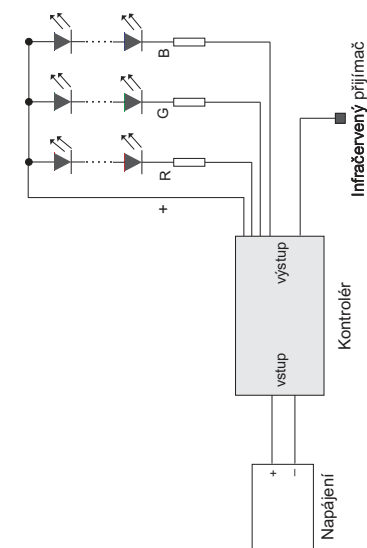 B
G
R
+
Infračervený přijímač
výstup
vstup
Kontrolér
+
–
Napájení